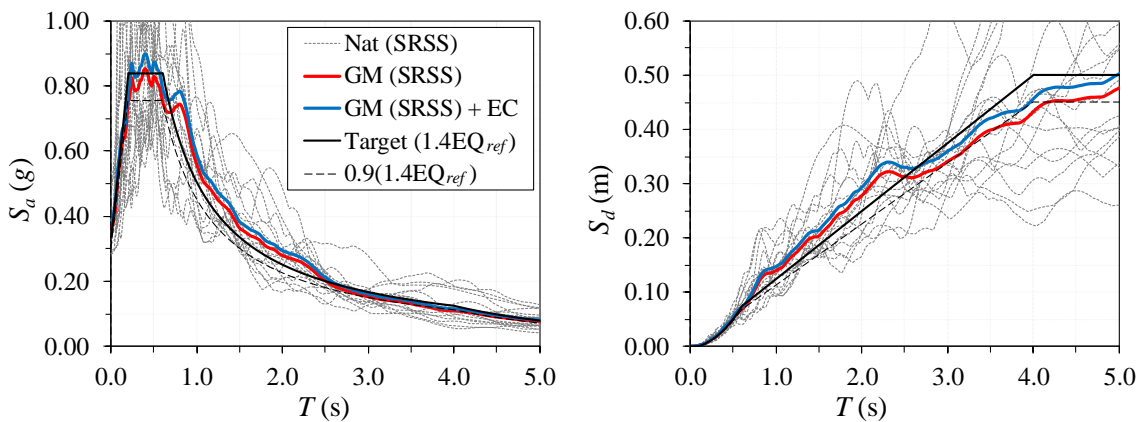 1.00
0.80
0.60
0.40
0.20
0.00
Sa (g)
Nat (SRSS)
GM (SRSS)
GM (SRSS) + EC
Target (1.4EQref)
0.9(1.4EQref)
0.0 1.0 2.0 3.0 4.0 5.0
T (s)
0.60
0.50
0.40
0.30
0.20
0.10
0.00
Sd (m)
0.0 1.0 2.0 3.0 4.0 5.0
T (s)